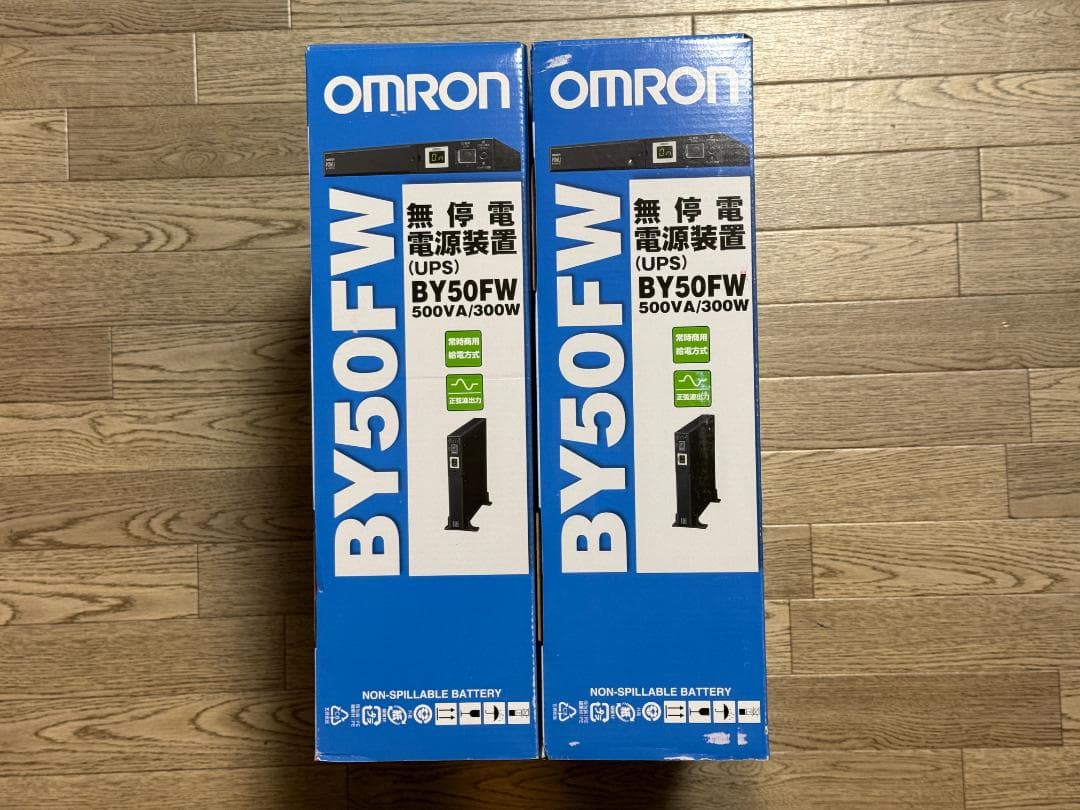 OMRON
BY50FW
無停電
電源装置
(UPS)
BY50FW
500VA/300W
常時商用
給電方式
正弦波出力
NON-SPILLABLE BATTERY
OMRON
BY50FW
無停電
電源装置
(UPS)
BY50FW
500VA/300W
常時商用
給電方式
正弦波出力
NON-SPILLABLE BATTERY